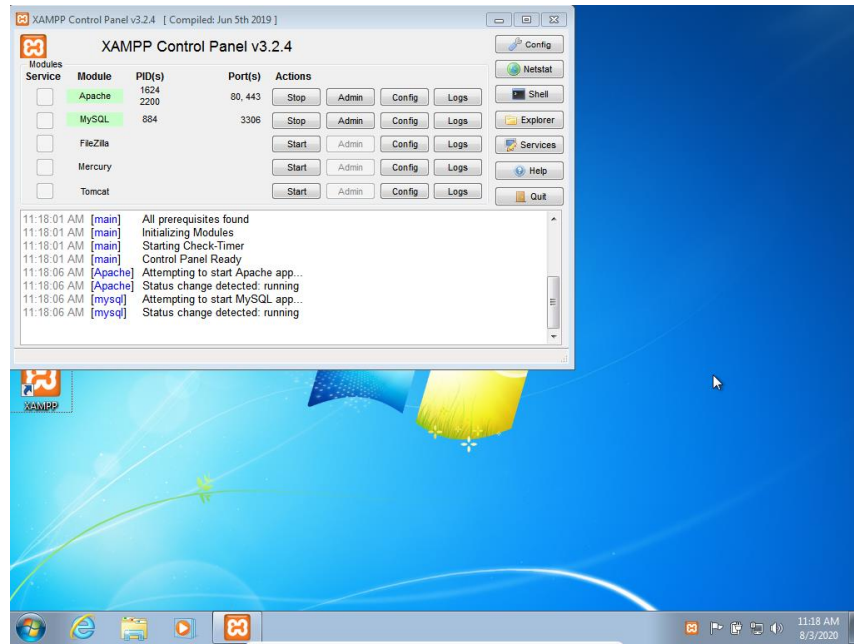 XAMPP Control Panel v3.2.4 [ Compiled: Jun 5th 2019 ]
XAMPP Control Panel v3.2.4
Config
Modules
Service Module PID(s) Port(s) Actions
Netstat
Apache 1624 2200 80, 443 Stop Admin Config Logs
Shell
MySQL 884 3306 Stop Admin Config Logs
Explorer
FileZilla Start Admin Config Logs
Services
Mercury Start Admin Config Logs
Help
Tomcat Start Admin Config Logs
Quit
11:18:01 AM [main] All prerequisites found
11:18:01 AM [main] Initializing Modules
11:18:01 AM [main] Starting Check-Timer
11:18:01 AM [main] Control Panel Ready
11:18:06 AM [Apache] Attempting to start Apache app...
11:18:06 AM [Apache] Status change detected: running
11:18:06 AM [mysql] Attempting to start MySQL app...
11:18:06 AM [mysql] Status change detected: running
XAMPP
11:18 AM
8/3/2020